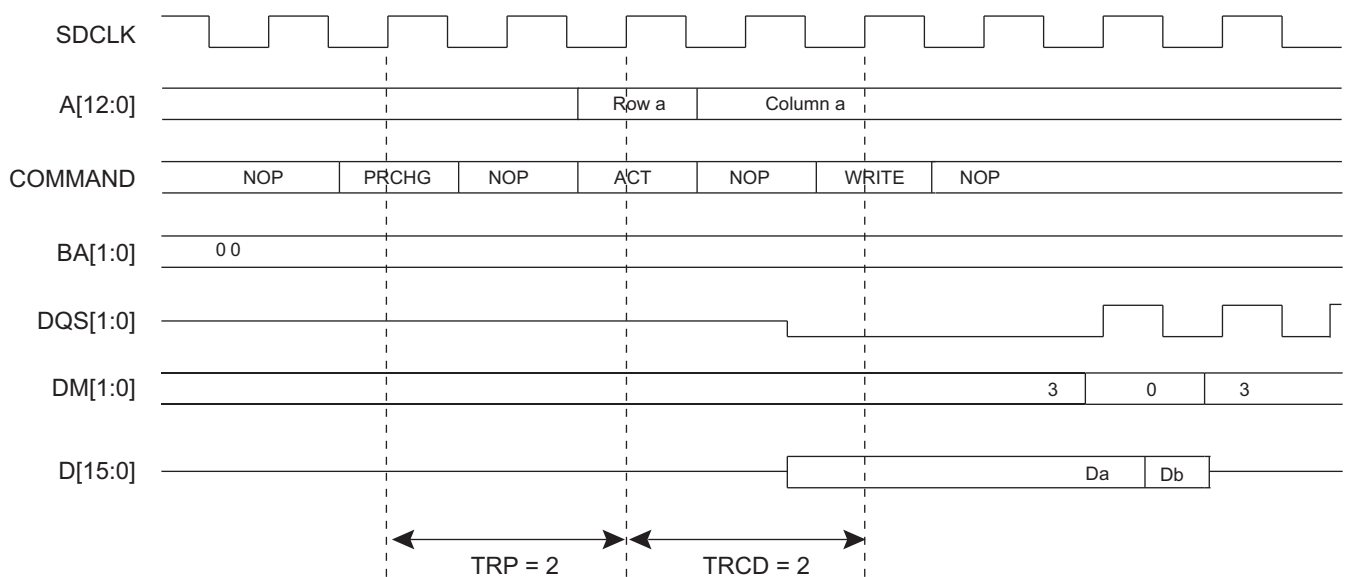 SDCLK
A[12:0] Row a Column a
COMMAND NOP PRCHG NOP ACT NOP WRITE NOP
BA[1:0] 0 0
DQS[1:0]
DM[1:0] 3 0 3
D[15:0] Da Db
TRP = 2 TRCD = 2